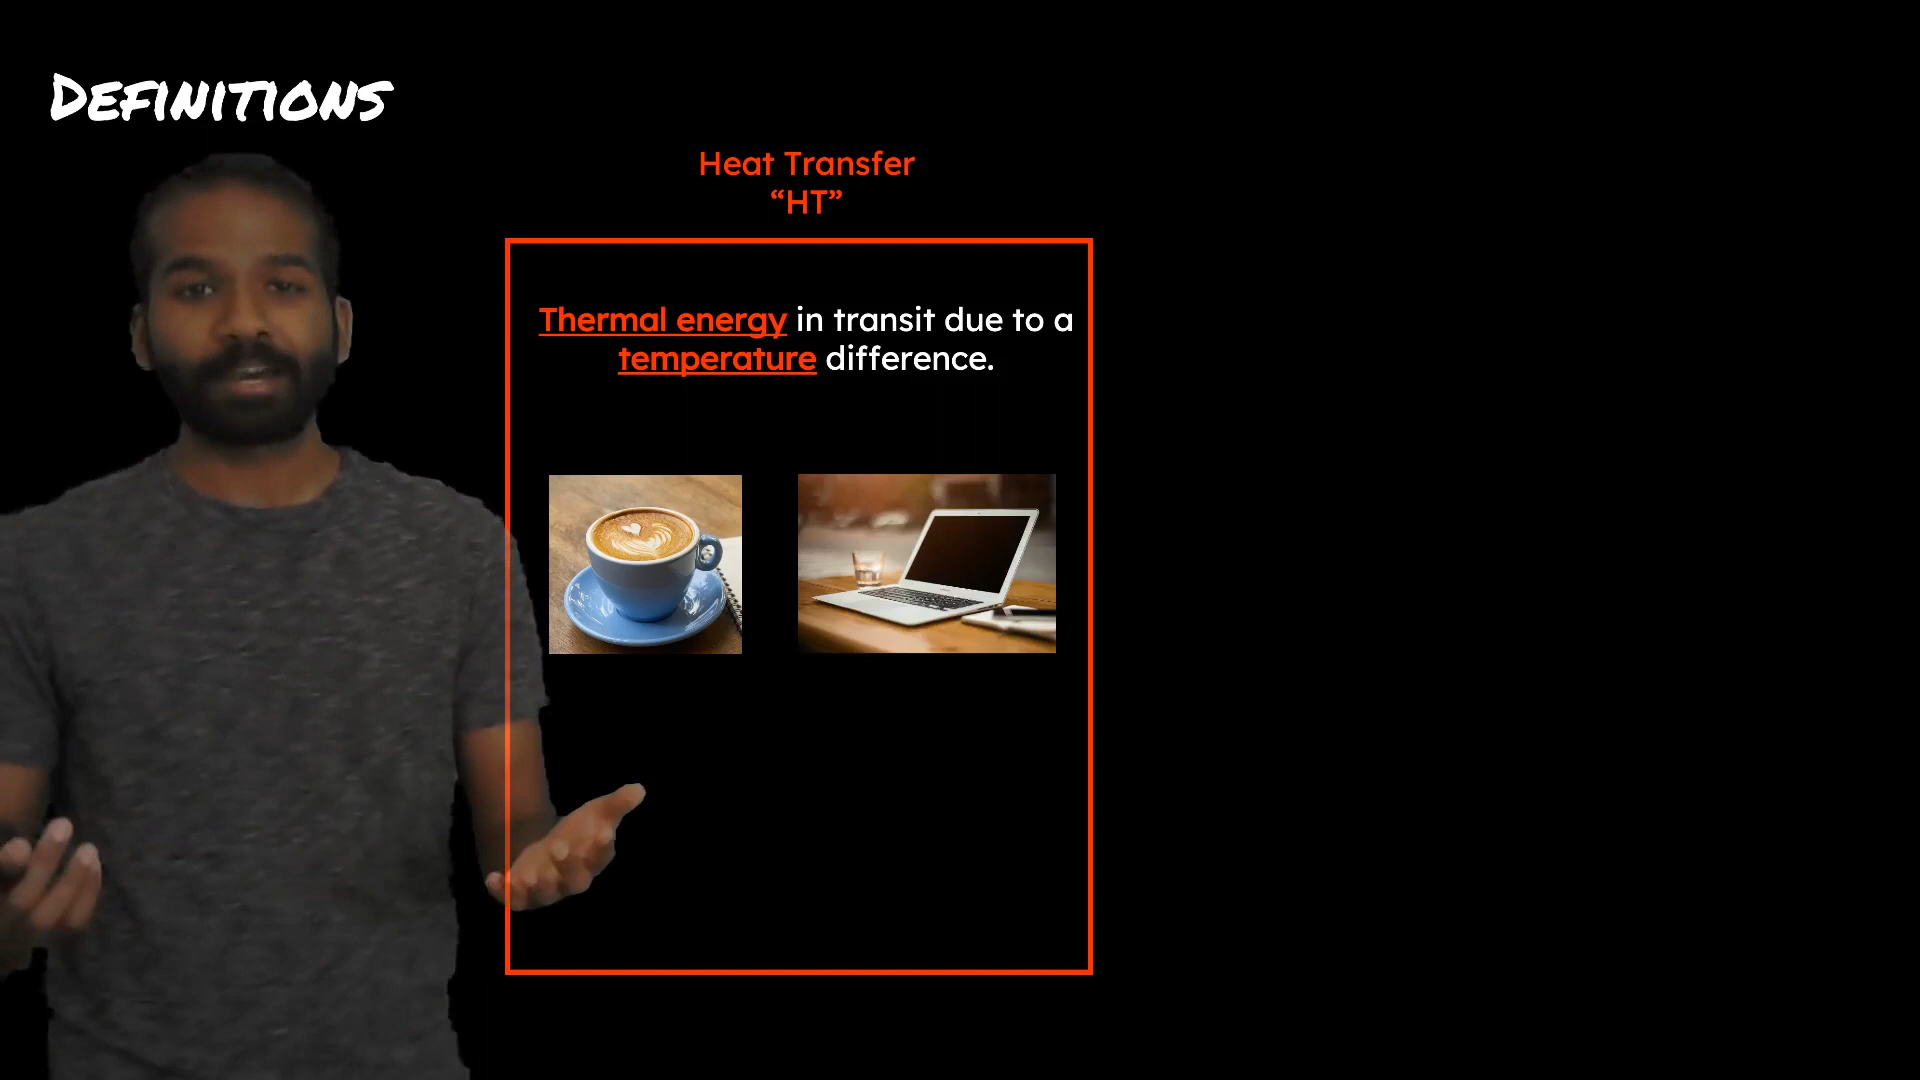 DEFINITIONS
Heat Transfer
“HT”
Thermal energy in transit due to a
temperature difference.